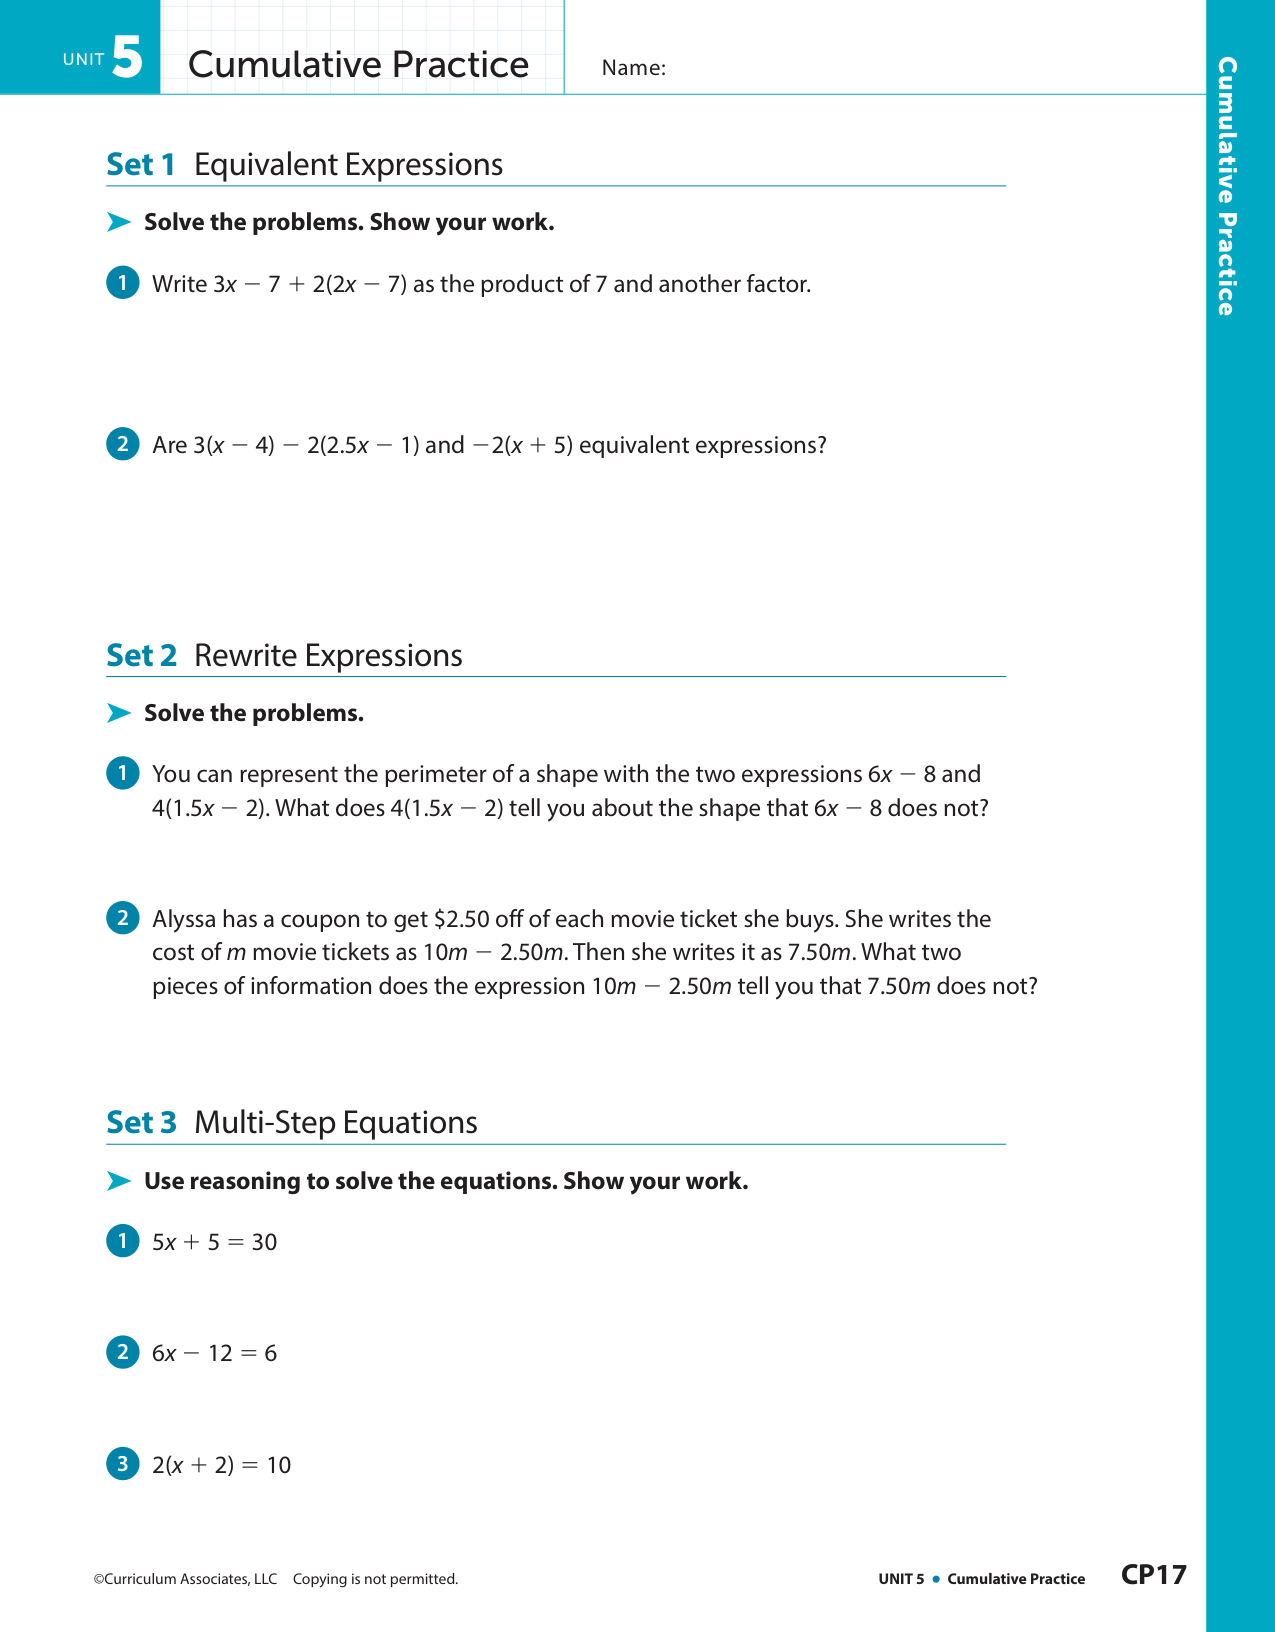 UNIT 5
Cumulative Practice
Name:
Cumulative Practice
Set 1 Equivalent Expressions
➤ Solve the problems. Show your work.
1 Write 3x − 7 + 2(2x − 7) as the product of 7 and another factor.
2 Are 3(x − 4) − 2(2.5x − 1) and −2(x + 5) equivalent expressions?
Set 2 Rewrite Expressions
➤ Solve the problems.
1 You can represent the perimeter of a shape with the two expressions 6x − 8 and
4(1.5x − 2). What does 4(1.5x − 2) tell you about the shape that 6x − 8 does not?
2 Alyssa has a coupon to get $2.50 off of each movie ticket she buys. She writes the
cost of m movie tickets as 10m − 2.50m. Then she writes it as 7.50m. What two
pieces of information does the expression 10m − 2.50m tell you that 7.50m does not?
Set 3 Multi-Step Equations
➤ Use reasoning to solve the equations. Show your work.
1 5x + 5 = 30
2 6x − 12 = 6
3 2(x + 2) = 10
©Curriculum Associates, LLC Copying is not permitted.
UNIT 5 • Cumulative Practice CP17